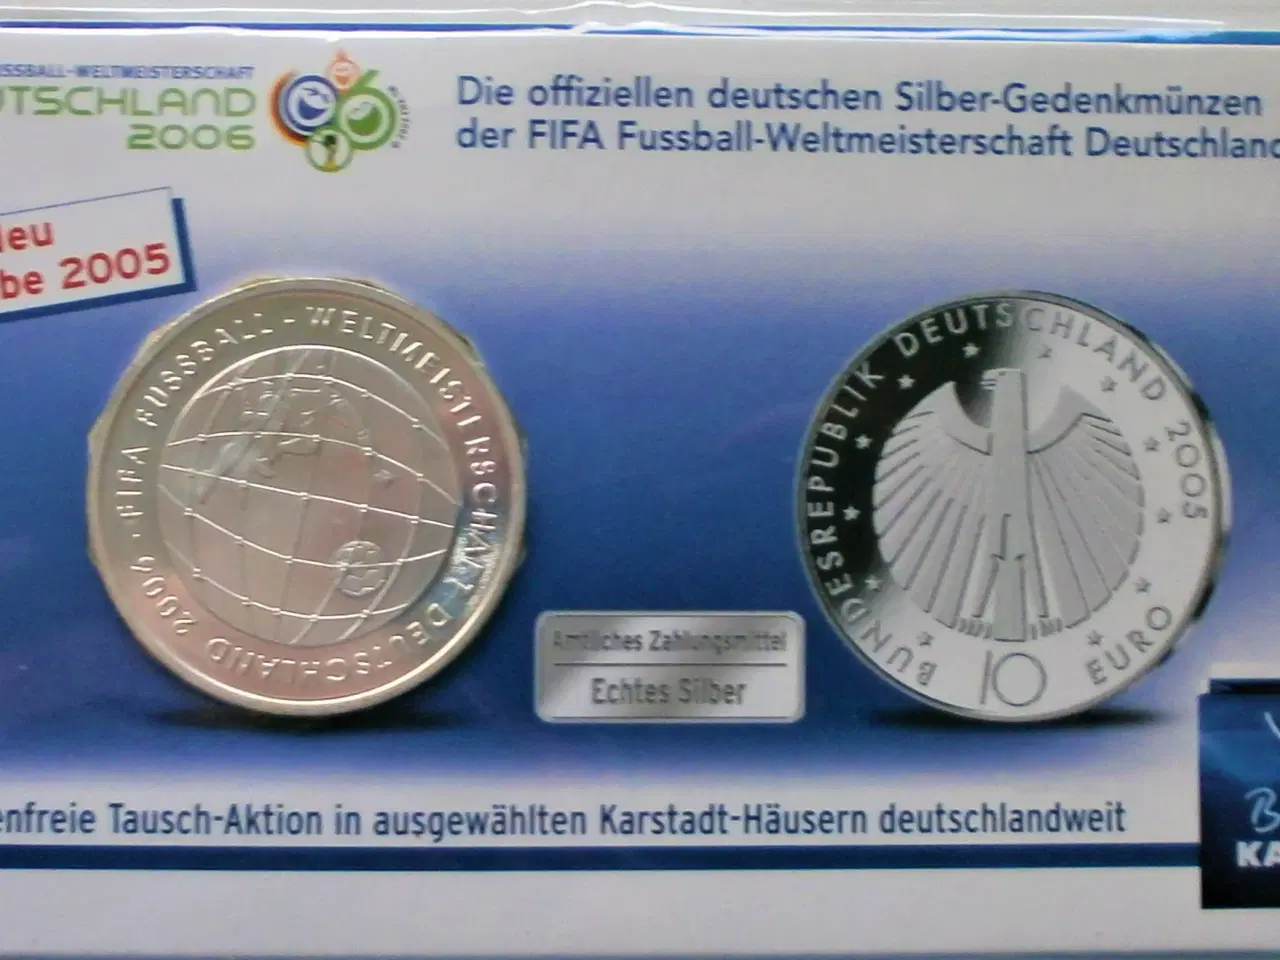 USSBALL-WELTMEISTERSCHAFT
UTSCHLAND
2006
Die offiziellen deutschen Silber-Gedenkmünzen
der FIFA Fussball-Weltmeisterschaft Deutschland
Neu
be 2005
FIFA FUSSBALL - WELTMEISTERSCHAFT DEUTSCHLAND 2006 -
BUNDESREPUBLIK DEUTSCHLAND 2005
10 EURO
Amtliches Zahlungsmittel
Echtes Silber
enfreie Tausch-Aktion in ausgewählten Karstadt-Häusern deutschlandweit
KA